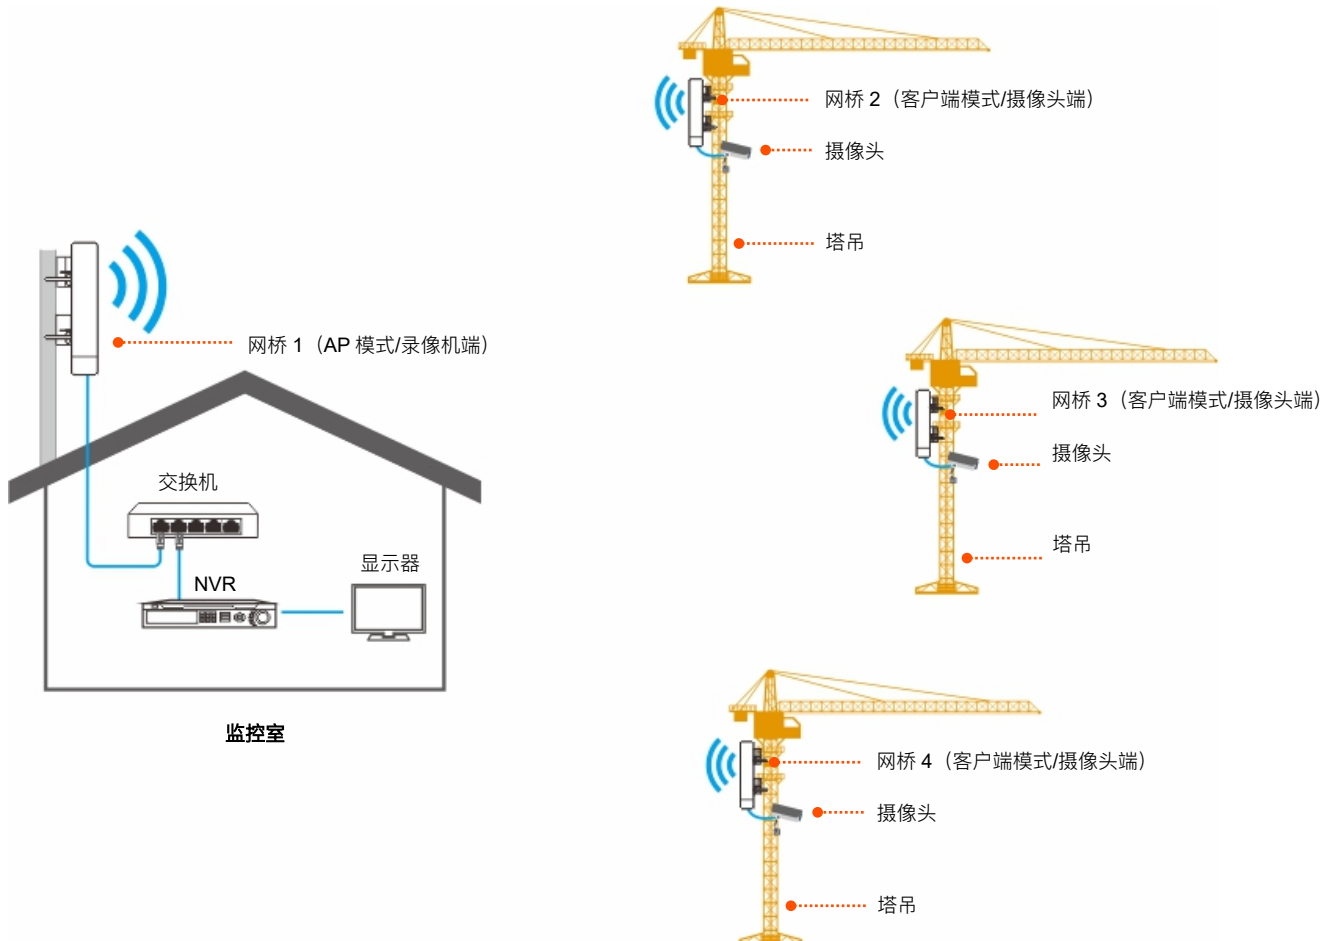 网桥 2（客户端模式/摄像头端）
摄像头
塔吊
网桥 1（AP 模式/录像机端）
网桥 3（客户端模式/摄像头端）
摄像头
交换机
塔吊
显示器
NVR
监控室
网桥 4（客户端模式/摄像头端）
摄像头
塔吊